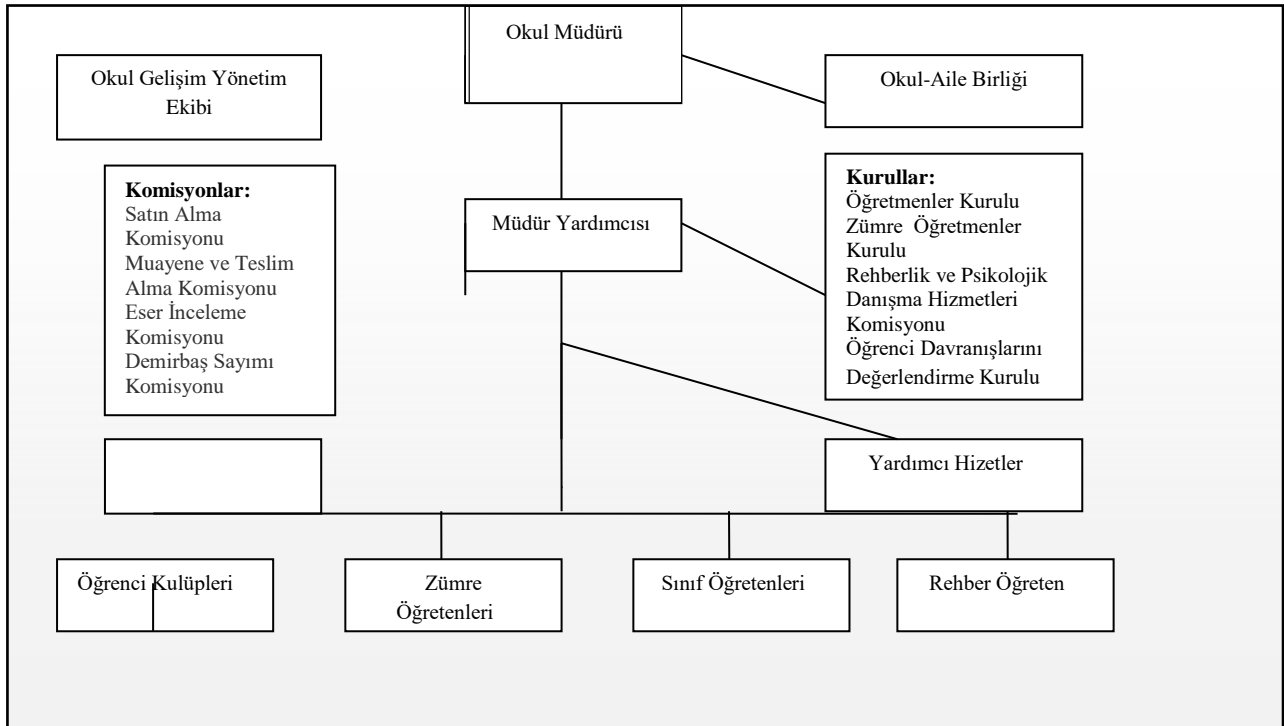 Okul Müdürü
Okul Gelişim Yönetim
Ekibi
Okul-Aile Birliği
Komisyonlar:
Satın Alma
Komisyonu
Muayene ve Teslim
Alma Komisyonu
Eser İnceleme
Komisyonu
Demirbaş Sayımı
Komisyonu
Müdür Yardımcısı
Kurullar:
Öğretmenler Kurulu
Zümre Öğretmenler
Kurulu
Rehberlik ve Psikolojik
Danışma Hizmetleri
Komisyonu
Öğrenci Davranışlarını
Değerlendirme Kurulu
Yardımcı Hizetler
Öğrenci Kulüpleri
Zümre
Öğretenleri
Sınıf Öğretenleri
Rehber Öğreten